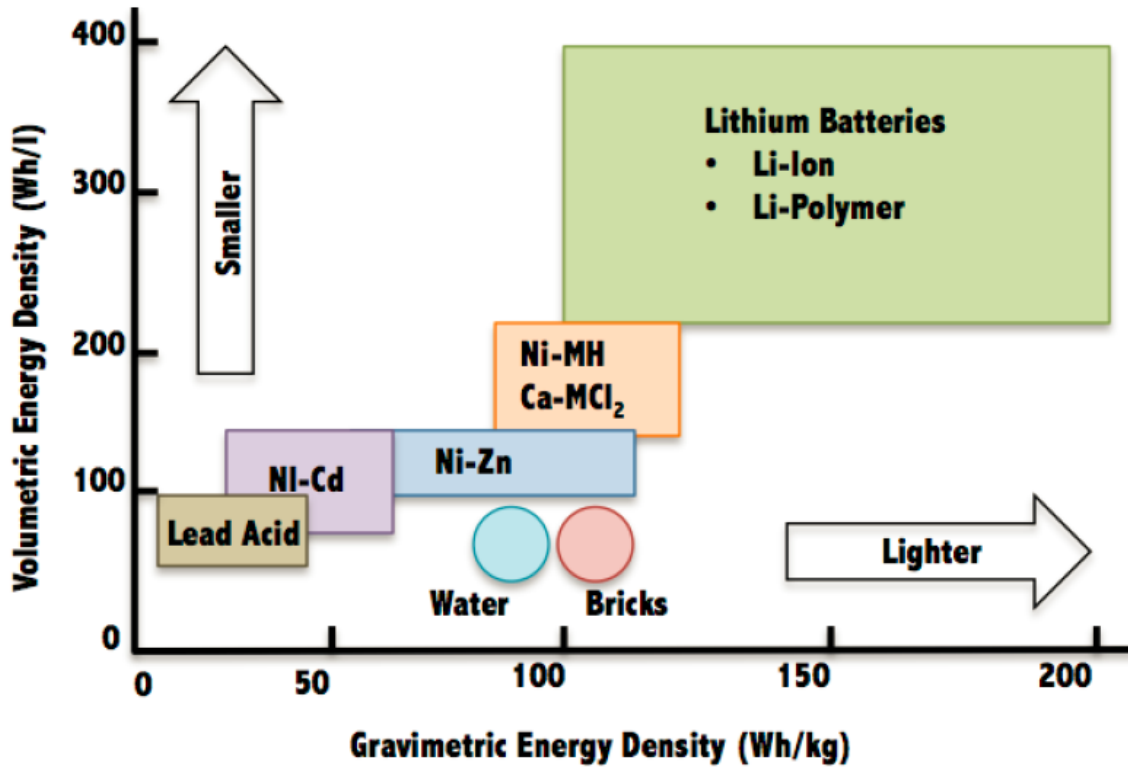 400
300
200
100
0
Volumetric Energy Density (Wh/l)
Smaller
Lithium Batteries
• Li-Ion
• Li-Polymer
Ni-MH
Ca-MCl₂
Ni-Zn
NI-Cd
Lead Acid
Water
Bricks
Lighter
0
50
100
150
200
Gravimetric Energy Density (Wh/kg)